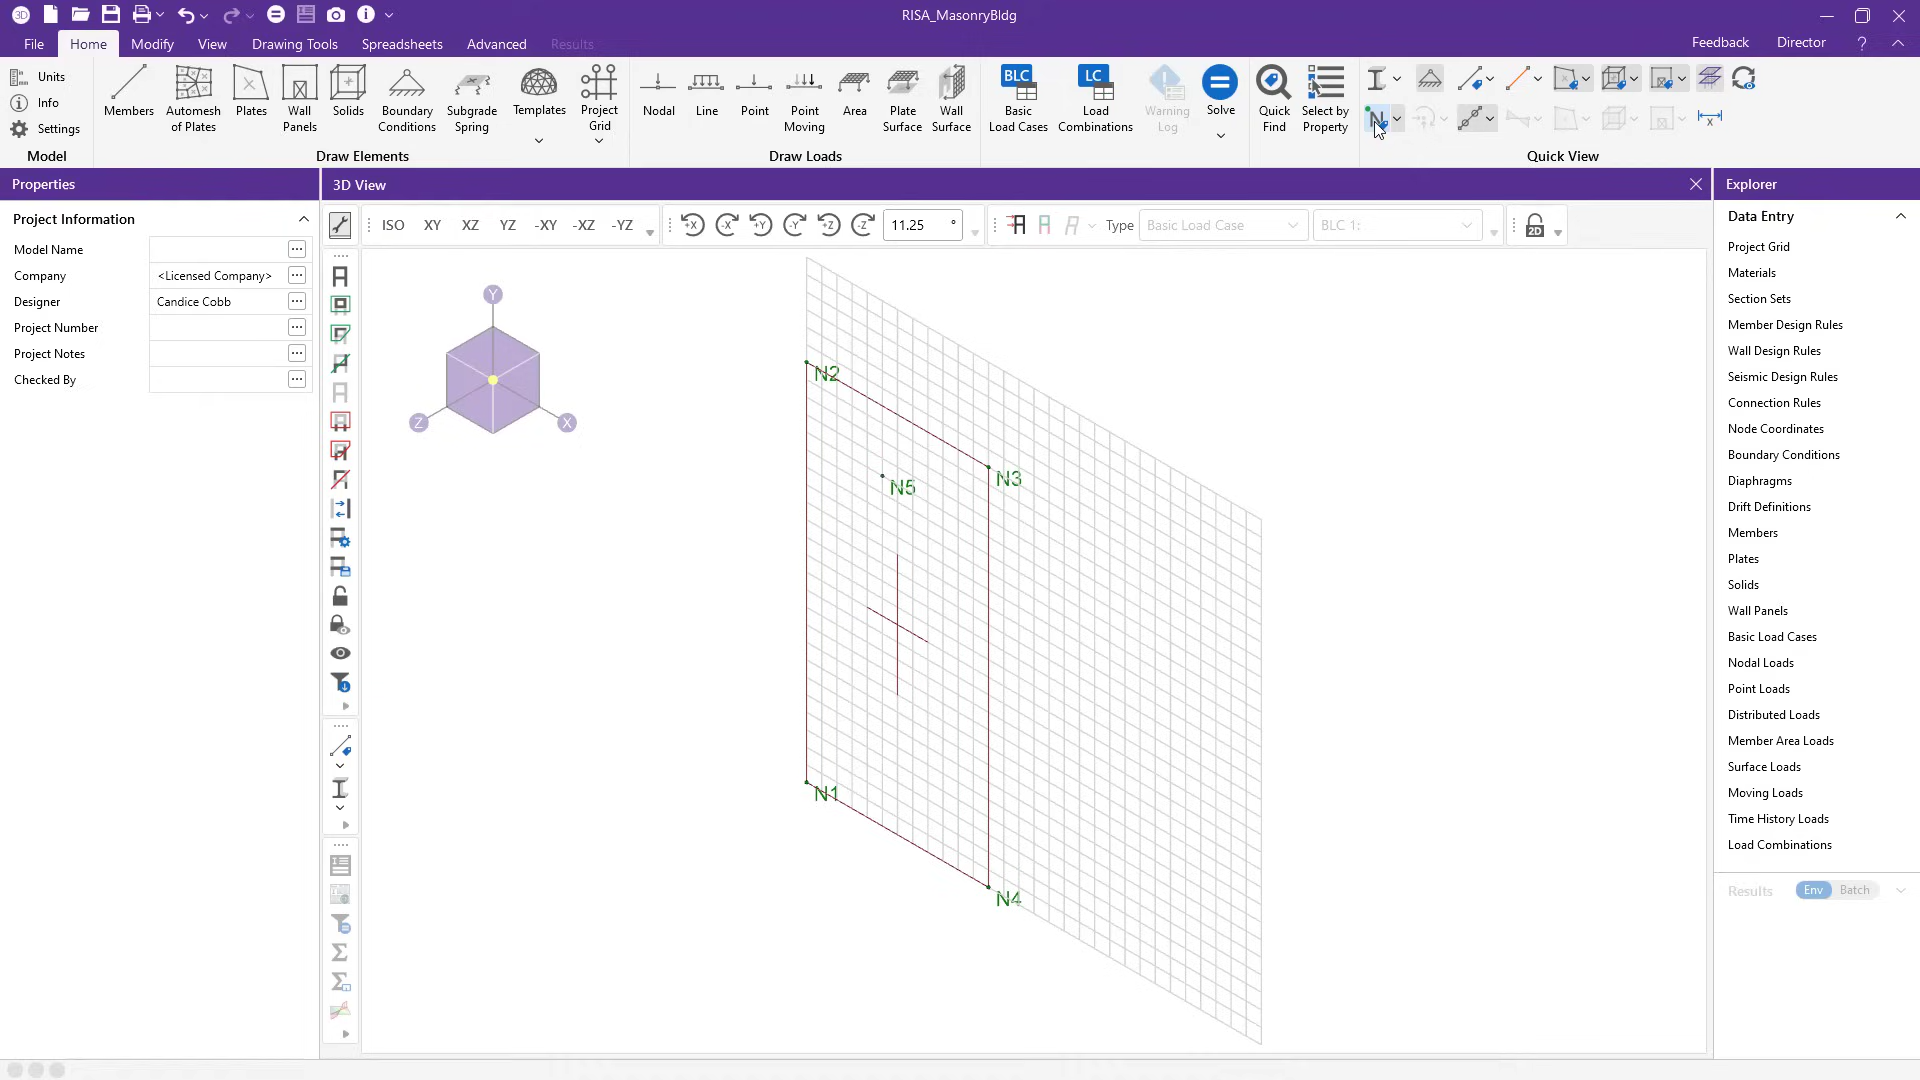 3D
RISA_MasonryBldg
File
Home
Modify
View
Drawing Tools
Spreadsheets
Advanced
Results
Feedback
Director
?
Units
Info
Settings
Model
Members
Automesh
of Plates
Plates
Wall
Panels
Solids
Boundary
Conditions
Subgrade
Spring
Templates
Project
Grid
Draw Elements
Nodal
Line
Point
Point
Moving
Area
Plate
Surface
Wall
Surface
Draw Loads
BLC
Basic
Load Cases
LC
Load
Combinations
Warning
Log
Solve
Quick
Find
Select by
Property
N
Quick View
Properties
Project Information
Model Name
Company <Licensed Company>
Designer Candice Cobb
Project Number
Project Notes
Checked By
3D View
ISO XY XZ YZ -XY -XZ -YZ
+X -X +Y -Y +Z -Z 11.25 °
Type Basic Load Case BLC 1:
2D
Y
Z
X
N2
N3
N5
N1
N4
Explorer
Data Entry
Project Grid
Materials
Section Sets
Member Design Rules
Wall Design Rules
Seismic Design Rules
Connection Rules
Node Coordinates
Boundary Conditions
Diaphragms
Drift Definitions
Members
Plates
Solids
Wall Panels
Basic Load Cases
Nodal Loads
Point Loads
Distributed Loads
Member Area Loads
Surface Loads
Moving Loads
Time History Loads
Load Combinations
Results Env Batch